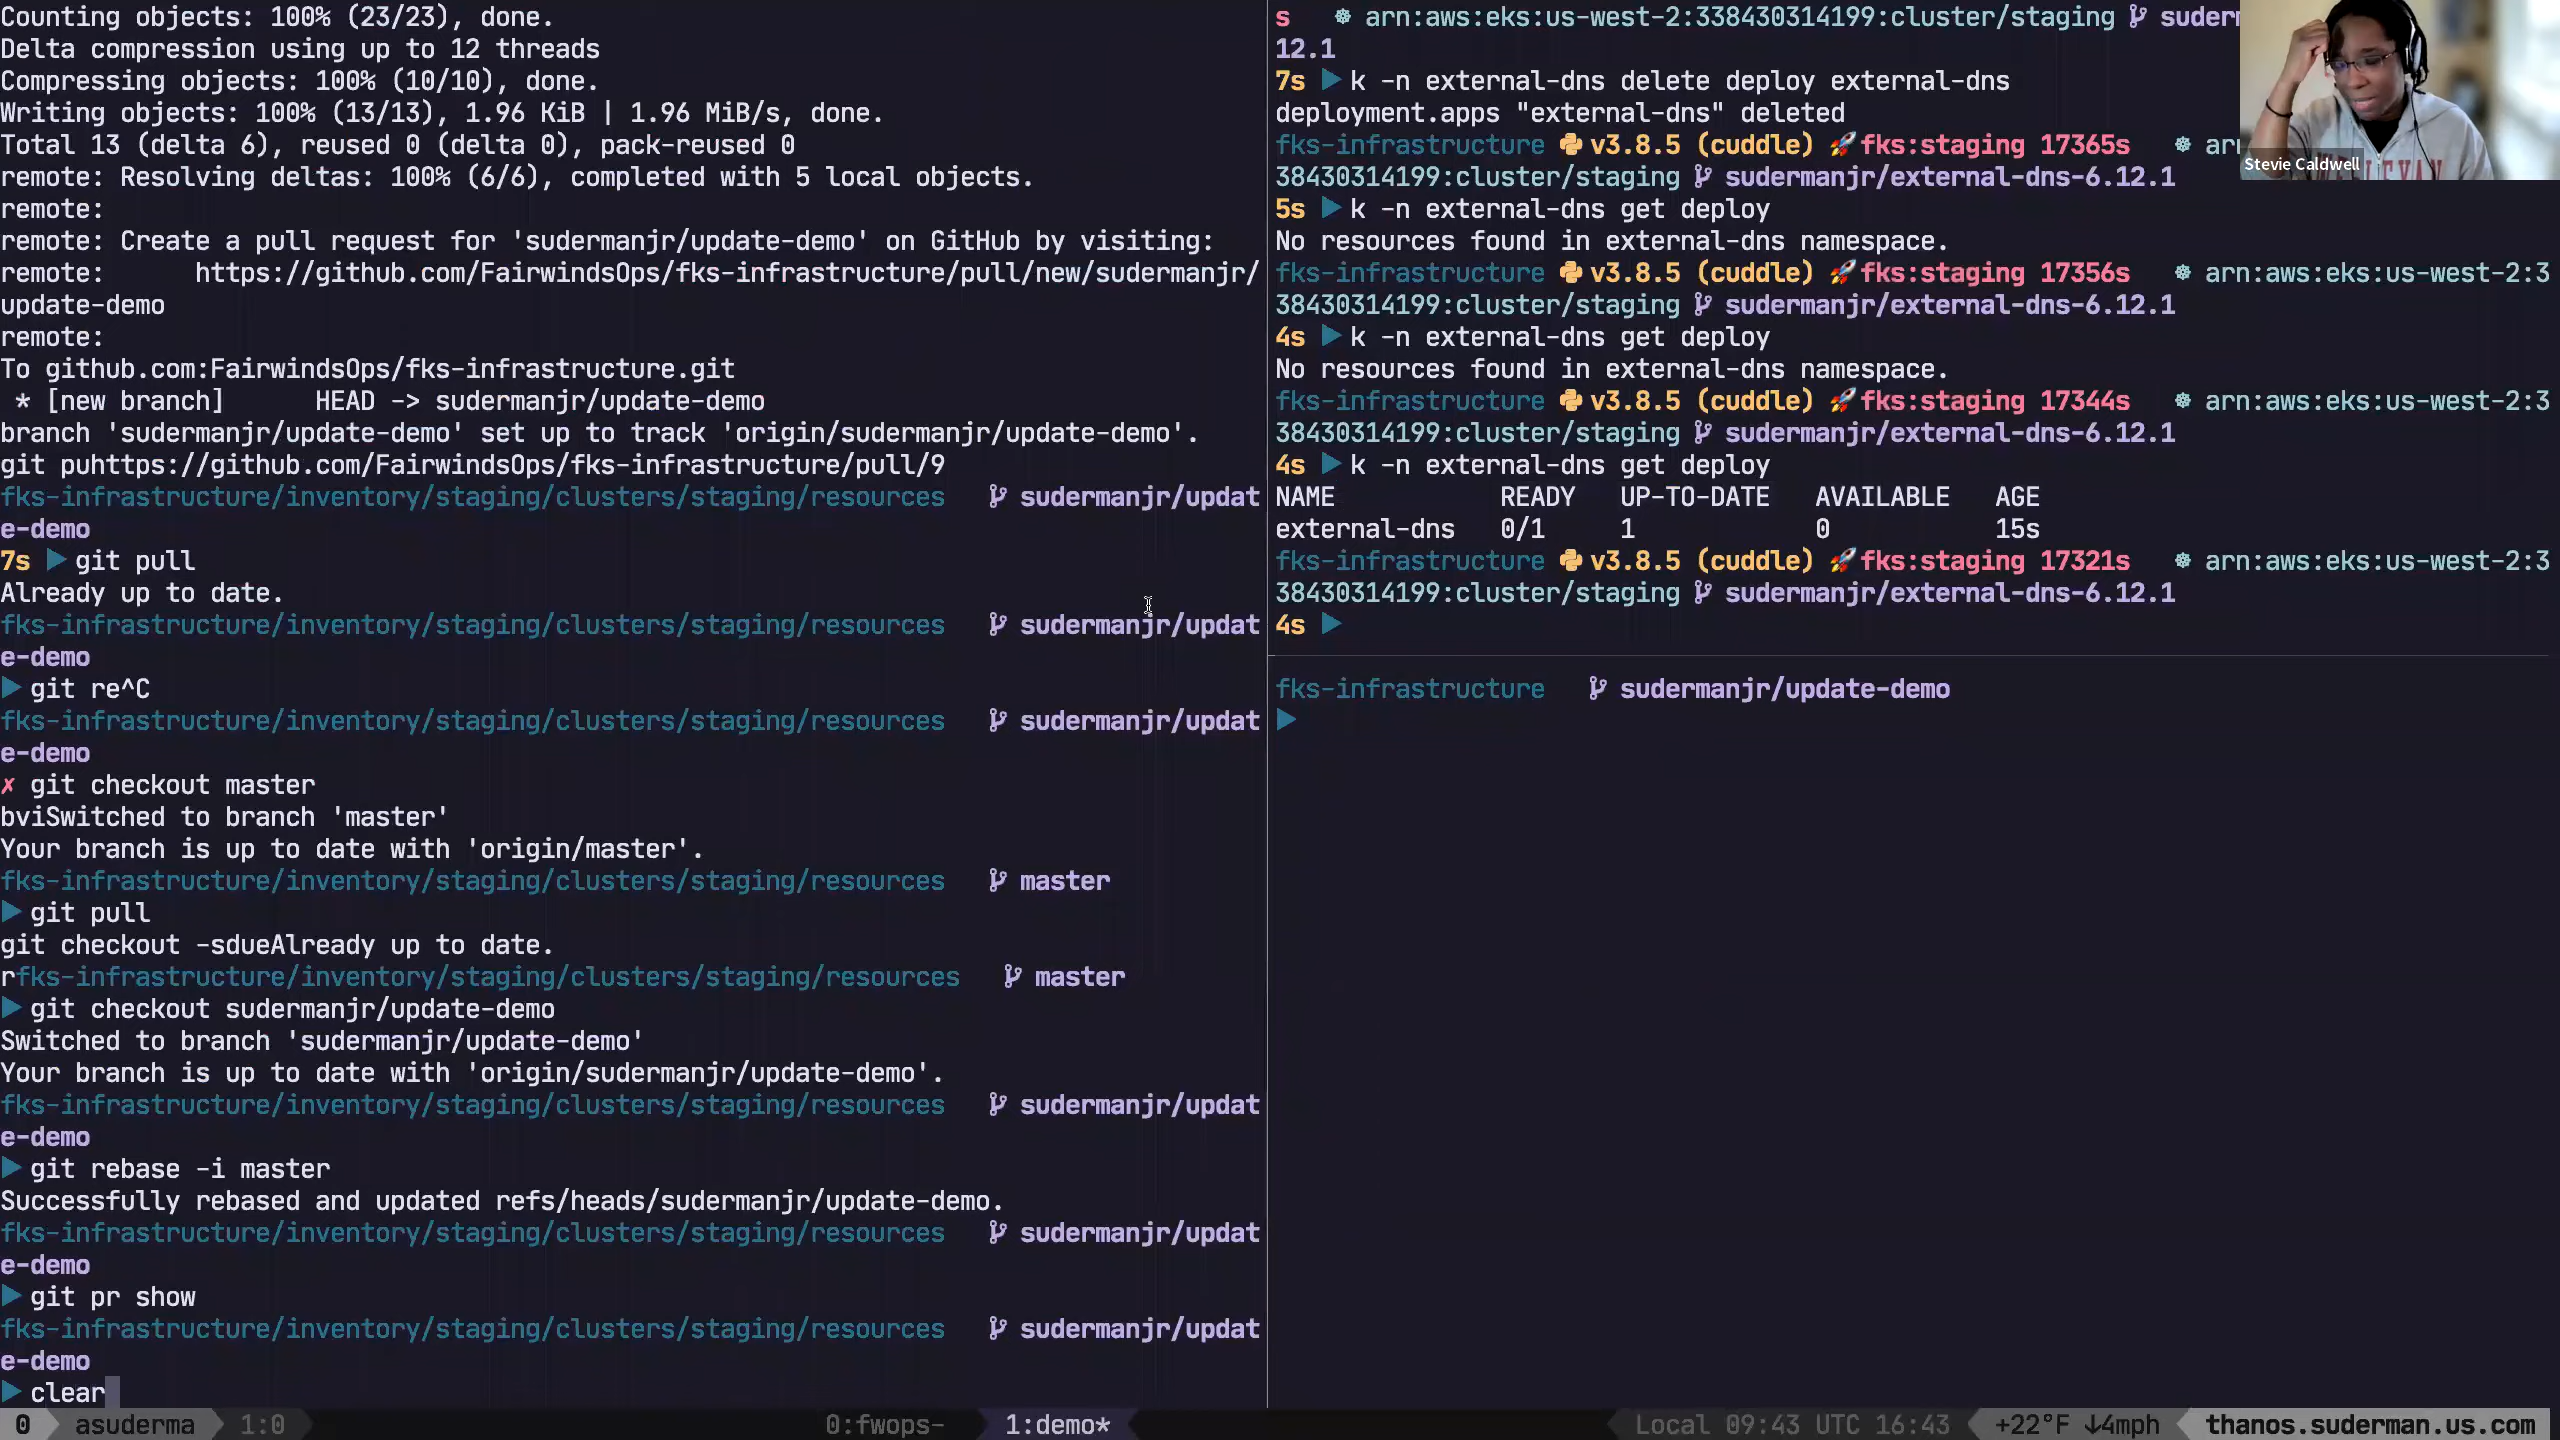 Counting objects: 100% (23/23), done.
Delta compression using up to 12 threads
Compressing objects: 100% (10/10), done.
Writing objects: 100% (13/13), 1.96 KiB | 1.96 MiB/s, done.
Total 13 (delta 6), reused 0 (delta 0), pack-reused 0
remote: Resolving deltas: 100% (6/6), completed with 5 local objects.
remote:
remote: Create a pull request for 'sudermanjr/update-demo' on GitHub by visiting:
remote:      https://github.com/FairwindsOps/fks-infrastructure/pull/new/sudermanjr/
update-demo
remote:
To github.com:FairwindsOps/fks-infrastructure.git
 * [new branch]      HEAD -> sudermanjr/update-demo
branch 'sudermanjr/update-demo' set up to track 'origin/sudermanjr/update-demo'.
git puhttps://github.com/FairwindsOps/fks-infrastructure/pull/9
fks-infrastructure/inventory/staging/clusters/staging/resources   sudermanjr/updat
e-demo
7s ▶ git pull
Already up to date.
fks-infrastructure/inventory/staging/clusters/staging/resources   sudermanjr/updat
e-demo
▶ git re^C
fks-infrastructure/inventory/staging/clusters/staging/resources   sudermanjr/updat
e-demo
✗ git checkout master
bviSwitched to branch 'master'
Your branch is up to date with 'origin/master'.
fks-infrastructure/inventory/staging/clusters/staging/resources   master
▶ git pull
git checkout -sdueAlready up to date.
rfks-infrastructure/inventory/staging/clusters/staging/resources   master
▶ git checkout sudermanjr/update-demo
Switched to branch 'sudermanjr/update-demo'
Your branch is up to date with 'origin/sudermanjr/update-demo'.
fks-infrastructure/inventory/staging/clusters/staging/resources   sudermanjr/updat
e-demo
▶ git rebase -i master
Successfully rebased and updated refs/heads/sudermanjr/update-demo.
fks-infrastructure/inventory/staging/clusters/staging/resources   sudermanjr/updat
e-demo
▶ git pr show
fks-infrastructure/inventory/staging/clusters/staging/resources   sudermanjr/updat
e-demo
▶ clear
s   ☸ arn:aws:eks:us-west-2:338430314199:cluster/staging
12.1
7s ▶ k -n external-dns delete deploy external-dns
deployment.apps "external-dns" deleted
fks-infrastructure v3.8.5 (cuddle) 🚀fks:staging 17365s   ☸
38430314199:cluster/staging sudermanjr/external-dns-6.12.1
5s ▶ k -n external-dns get deploy
No resources found in external-dns namespace.
fks-infrastructure v3.8.5 (cuddle) 🚀fks:staging 17356s   ☸ arn:aws:eks:us-west-2:3
38430314199:cluster/staging sudermanjr/external-dns-6.12.1
4s ▶ k -n external-dns get deploy
No resources found in external-dns namespace.
fks-infrastructure v3.8.5 (cuddle) 🚀fks:staging 17344s   ☸ arn:aws:eks:us-west-2:3
38430314199:cluster/staging sudermanjr/external-dns-6.12.1
4s ▶ k -n external-dns get deploy
NAME           READY   UP-TO-DATE   AVAILABLE   AGE
external-dns   0/1     1            0           15s
fks-infrastructure v3.8.5 (cuddle) 🚀fks:staging 17321s   ☸ arn:aws:eks:us-west-2:3
38430314199:cluster/staging sudermanjr/external-dns-6.12.1
4s ▶
fks-infrastructure   sudermanjr/update-demo
▶
Stevie Caldwell
0 asuderma 1:0 0:fwops- 1:demo* Local 09:43 UTC 16:43 +22°F ↓4mph thanos.suderman.us.com